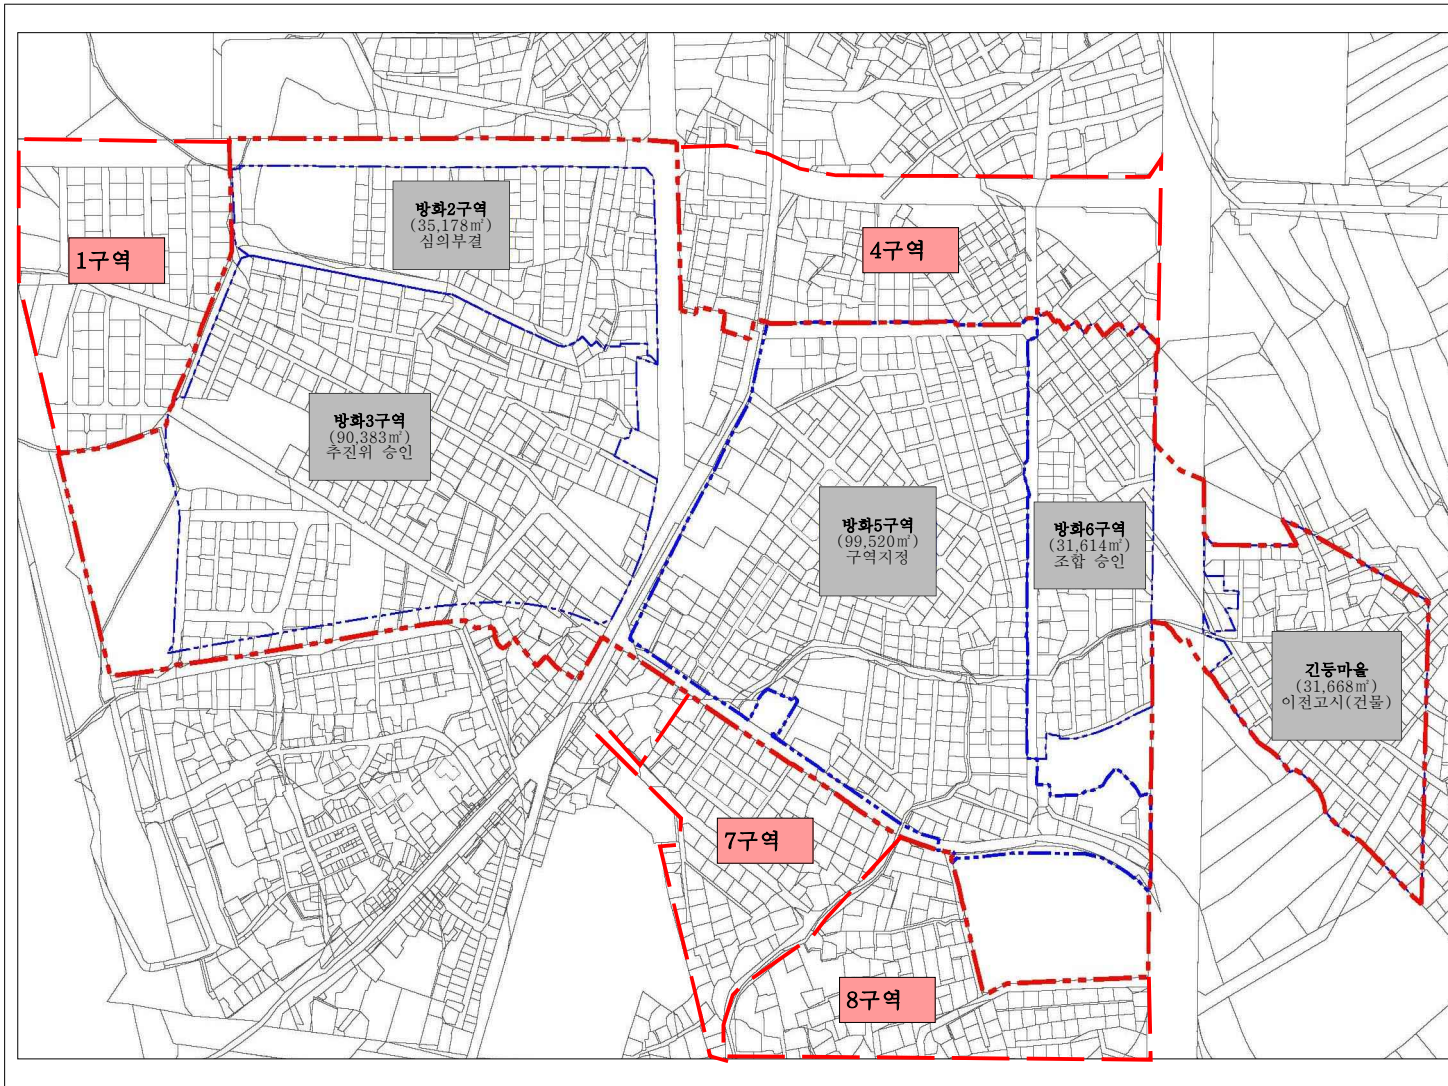 방화2구역
(35,178㎡)
심의부결
1구역
4구역
방화3구역
(90,383㎡)
추진위 승인
방화5구역
(99,520㎡)
구역지정
방화6구역
(31,614㎡)
조합 승인
긴등마을
(31,668㎡)
이전고시(건물)
7구역
8구역